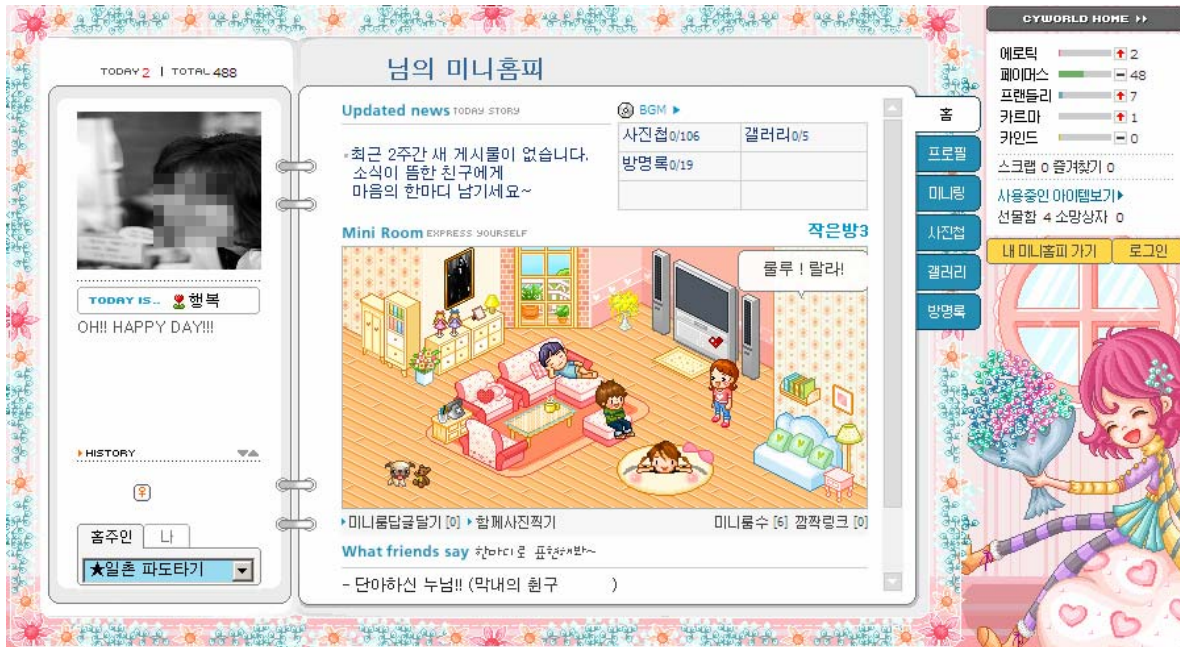 CYWORLD HOME ▸▸
TODAY 2 | TOTAL 488
님의 미니홈피
Updated news TODAY STORY
최근 2주간 새 게시물이 없습니다.
소식이 뜸한 친구에게
마음의 한마디 남기세요~
BGM ▶
사진첩0/106 갤러리0/5
방명록0/19
Mini Room EXPRESS YOURSELF
작은방3
룰루 ! 랄라!
TODAY IS.. 행복
OH!! HAPPY DAY!!!
HISTORY
홈주인 나
★일촌 파도타기
미니룸답글달기 [0] 함께사진찍기
미니룸수 [6] 깜짝링크 [0]
What friends say 한마디로 표현해봐~
- 단아하신 누님!! (막내의 췬구 )
홈
프로필
미니링
사진첩
갤러리
방명록
에로틱 2
페이머스 48
프랜들리 7
카르마 1
카인드 0
스크랩 0 즐겨찾기 0
사용중인 아이템보기▸
선물함 4 소망상자 0
내 미니홈피 가기 로그인